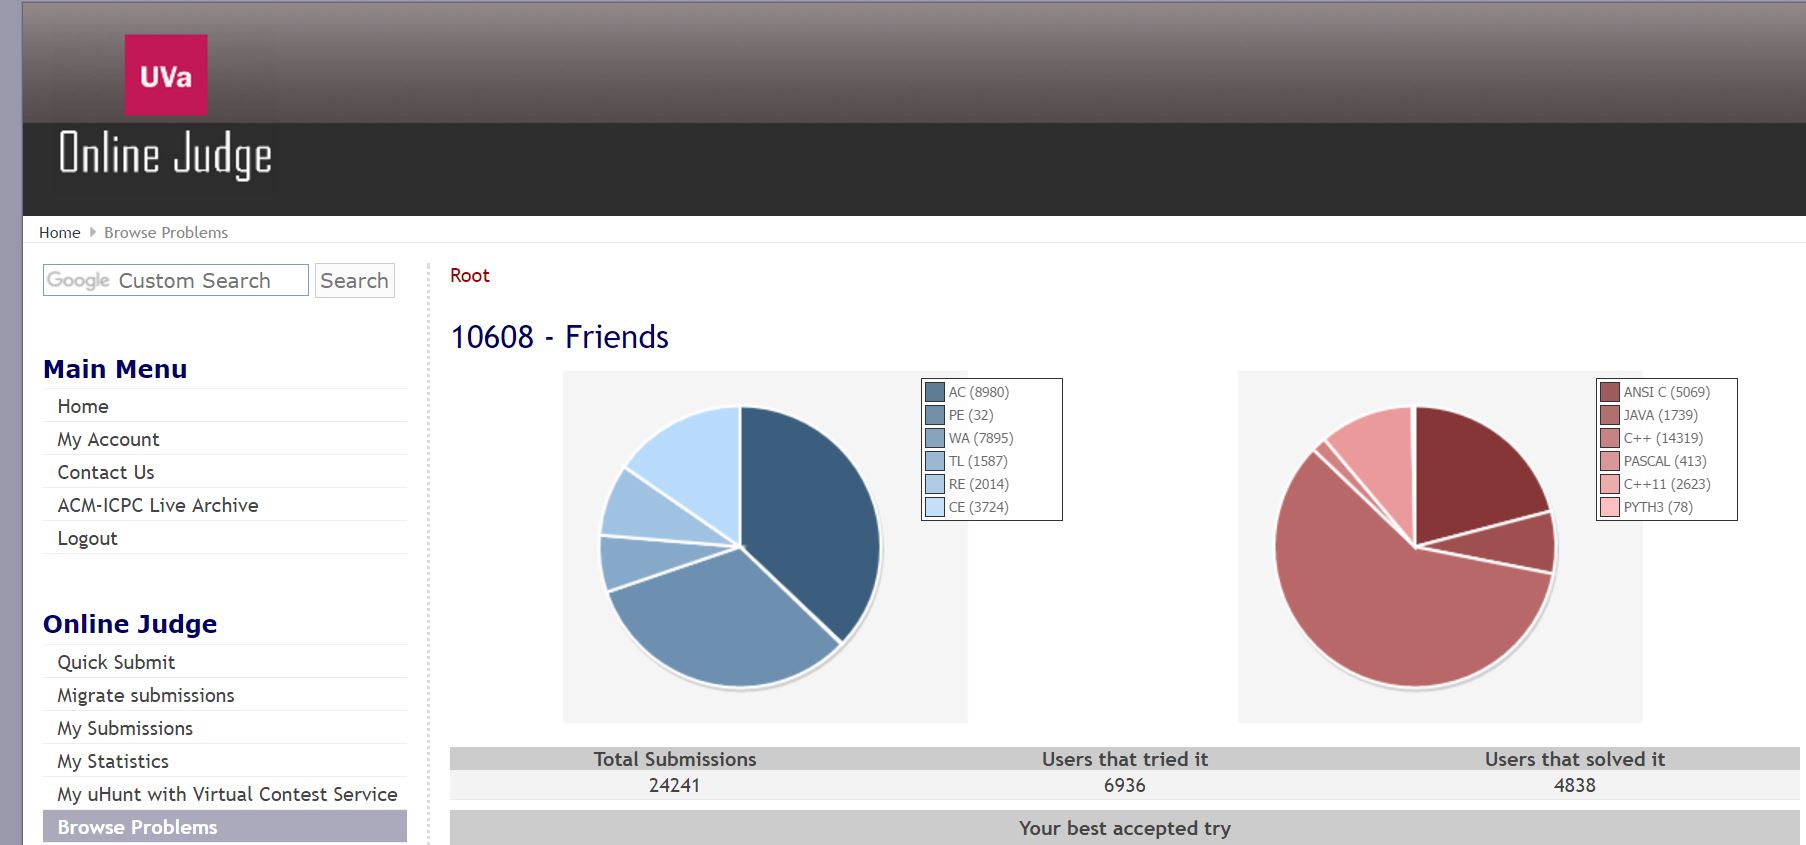 UVa
Online Judge
Home Browse Problems
Google Custom Search Search
Main Menu
Home
My Account
Contact Us
ACM-ICPC Live Archive
Logout
Online Judge
Quick Submit
Migrate submissions
My Submissions
My Statistics
My uHunt with Virtual Contest Service
Browse Problems
Root
10608 - Friends
AC (8980)
PE (32)
WA (7895)
TL (1587)
RE (2014)
CE (3724)
ANSI C (5069)
JAVA (1739)
C++ (14319)
PASCAL (413)
C++11 (2623)
PYTH3 (78)
Total Submissions Users that tried it Users that solved it
24241 6936 4838
Your best accepted try